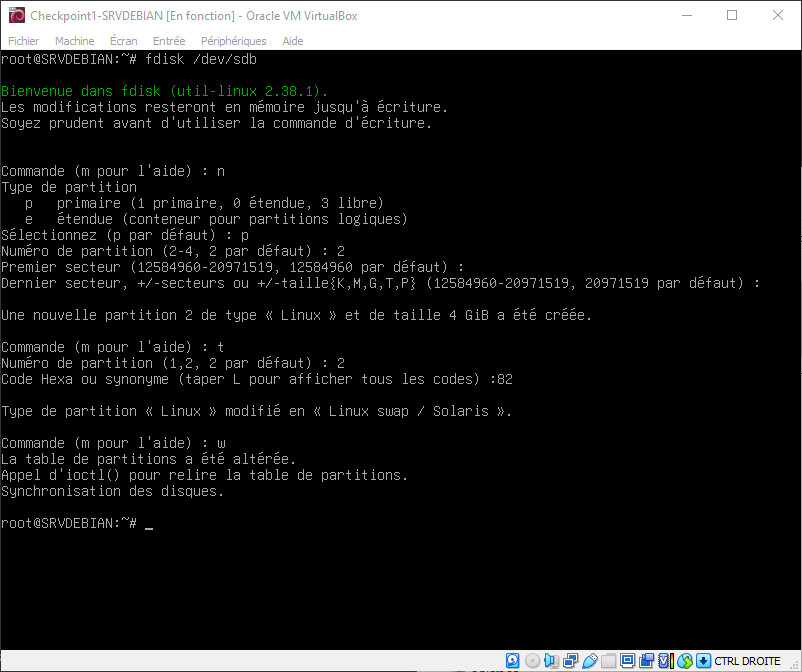 Checkpoint1-SRVDEBIAN [En fonction] - Oracle VM VirtualBox
Fichier Machine Écran Entrée Périphériques Aide
root@SRVDEBIAN:~# fdisk /dev/sdb
Bienvenue dans fdisk (util-linux 2.38.1).
Les modifications resteront en mémoire jusqu'à écriture.
Soyez prudent avant d'utiliser la commande d'écriture.
Commande (m pour l'aide) : n
Type de partition
p primaire (1 primaire, 0 étendue, 3 libre)
e étendue (conteneur pour partitions logiques)
Sélectionnez (p par défaut) : p
Numéro de partition (2-4, 2 par défaut) : 2
Premier secteur (12584960-20971519, 12584960 par défaut) :
Dernier secteur, +/-secteurs ou +/-taille{K,M,G,T,P} (12584960-20971519, 20971519 par défaut) :
Une nouvelle partition 2 de type « Linux » et de taille 4 GiB a été créée.
Commande (m pour l'aide) : t
Numéro de partition (1,2, 2 par défaut) : 2
Code Hexa ou synonyme (taper L pour afficher tous les codes) :82
Type de partition « Linux » modifié en « Linux swap / Solaris ».
Commande (m pour l'aide) : w
La table de partitions a été altérée.
Appel d'ioctl() pour relire la table de partitions.
Synchronisation des disques.
root@SRVDEBIAN:~# _
CTRL DROITE